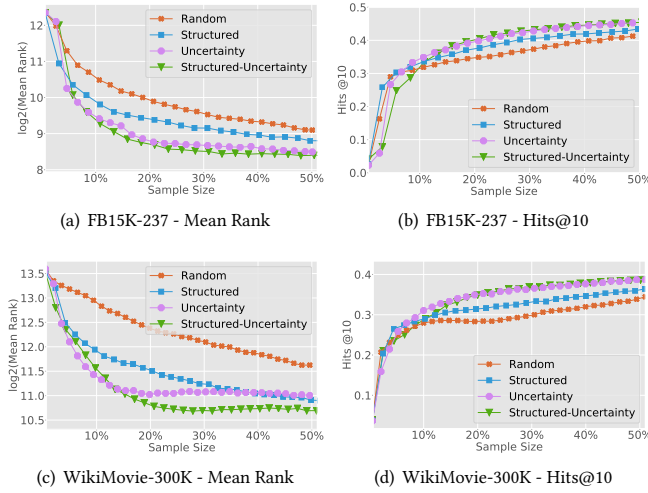 Random
Structured
Uncertainty
Structured-Uncertainty
log2(Mean Rank)
12
11
10
9
8
10% 20% 30% 40% 50%
Sample Size
(a) FB15K-237 - Mean Rank
Random
Structured
Uncertainty
Structured-Uncertainty
Hits @10
0.5
0.4
0.3
0.2
0.1
0.0
10% 20% 30% 40% 50%
Sample Size
(b) FB15K-237 - Hits@10
Random
Structured
Uncertainty
Structured-Uncertainty
log2(Mean Rank)
13.5
13.0
12.5
12.0
11.5
11.0
10.5
10% 20% 30% 40% 50%
Sample Size
(c) WikiMovie-300K - Mean Rank
Random
Structured
Uncertainty
Structured-Uncertainty
Hits @10
0.4
0.3
0.2
0.1
10% 20% 30% 40% 50%
Sample Size
(d) WikiMovie-300K - Hits@10